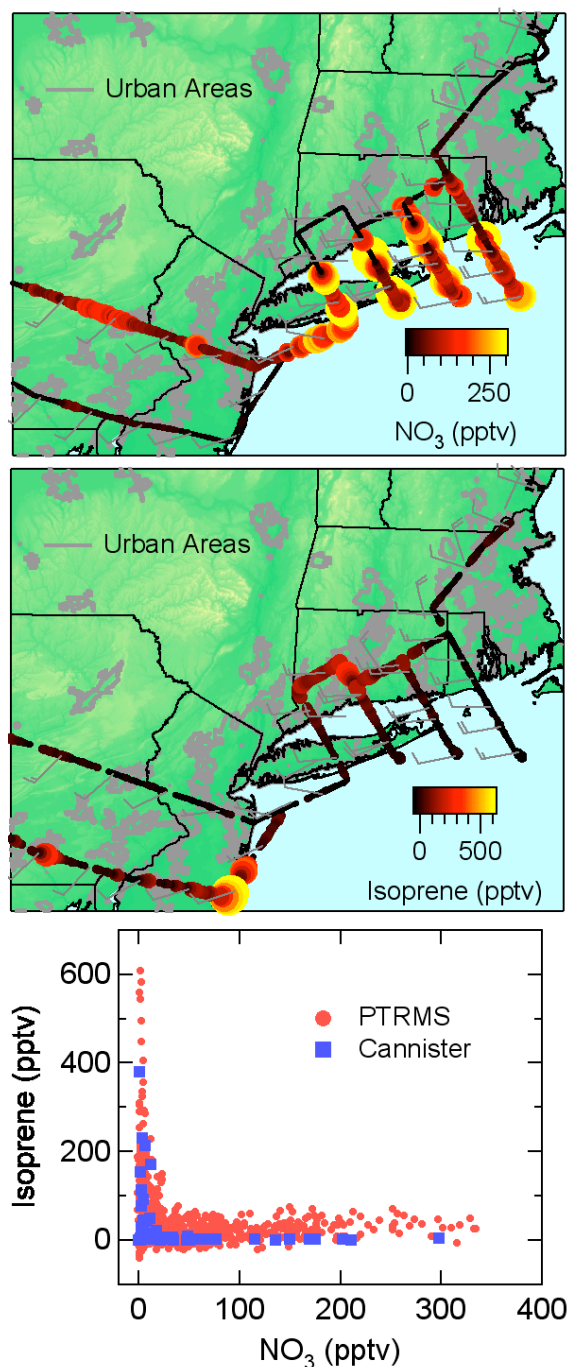 Urban Areas
0 250
NO3 (pptv)
Urban Areas
0 500
Isoprene (pptv)
PTRMS
Cannister
600
400
200
0
Isoprene (pptv)
0 100 200 300 400
NO3 (pptv)